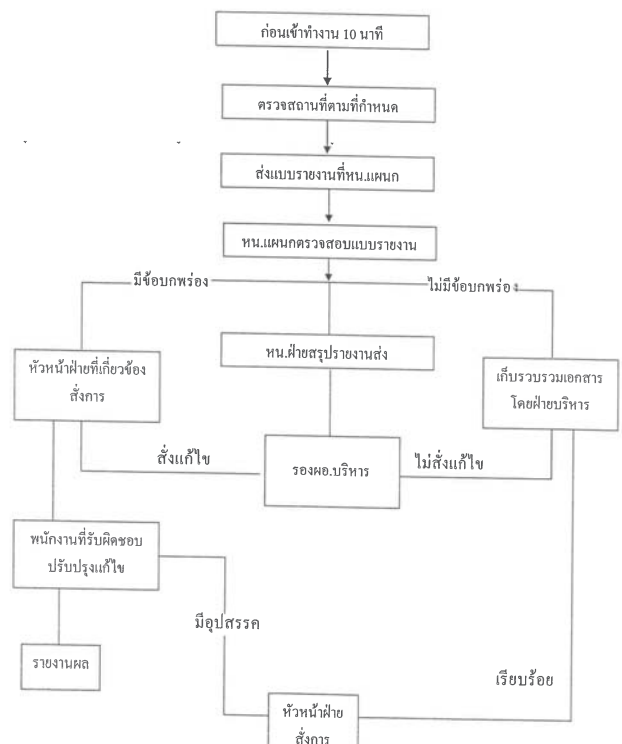 ก่อนเข้าทำงาน 10 นาที
ตรวจสถานที่ตามที่กำหนด
ส่งแบบรายงานที่หน.แผนก
หน.แผนกตรวจสอบแบบรายงาน
มีข้อบกพร่อง
ไม่มีข้อบกพร่อง
หน.ฝ่ายสรุปรายงานส่ง
หัวหน้าฝ่ายที่เกี่ยวข้อง
สั่งการ
เก็บรวบรวมเอกสาร
โดยฝ่ายบริหาร
สั่งแก้ไข
รองผอ.บริหาร
ไม่สั่งแก้ไข
พนักงานที่รับผิดชอบ
ปรับปรุงแก้ไข
มีอุปสรรค
รายงานผล
เรียบร้อย
หัวหน้าฝ่าย
สั่งการ